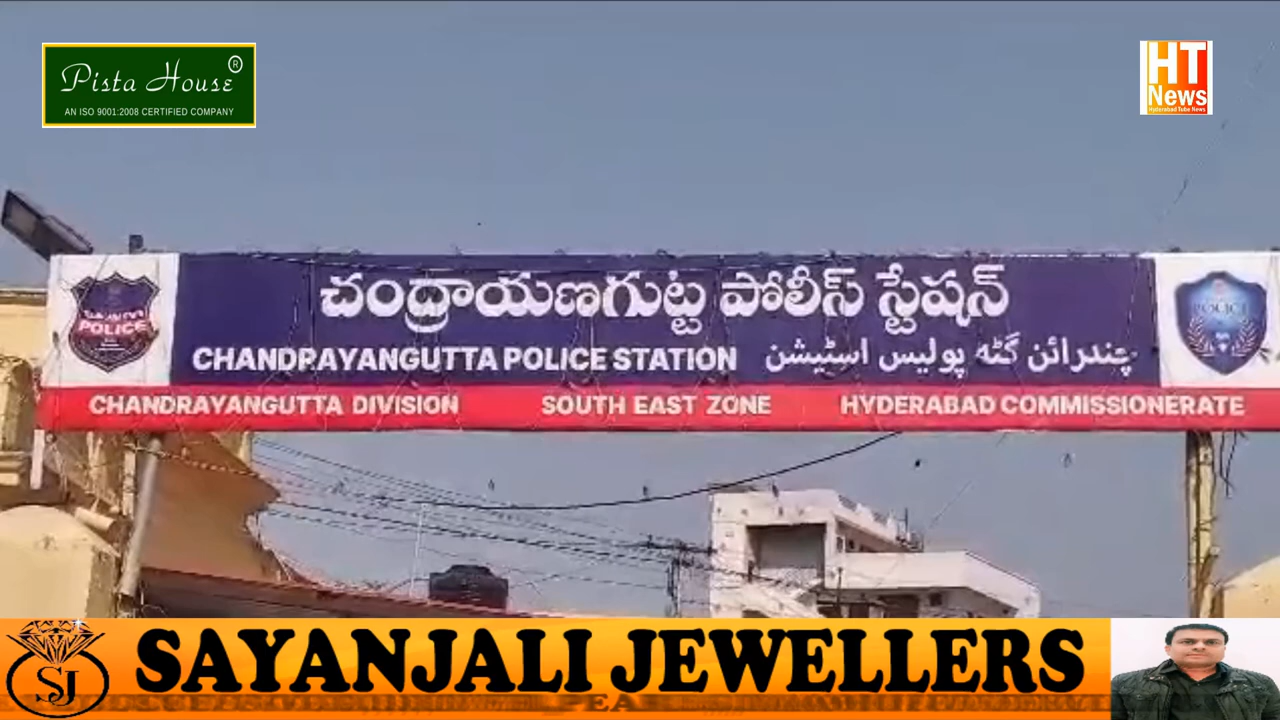 Pista House ®
AN ISO 9001:2008 CERTIFIED COMPANY
HT
News
Hyderabad Tube News
చంద్రాయణగుట్ట పోలీస్ స్టేషన్
POLICE
CHANDRAYANGUTTA POLICE STATION چندرائن گٹہ پولیس اسٹیشن
POLICE
CHANDRAYANGUTTA DIVISION SOUTH EAST ZONE HYDERABAD COMMISSIONERATE
SJ
SAYANJALI JEWELLERS